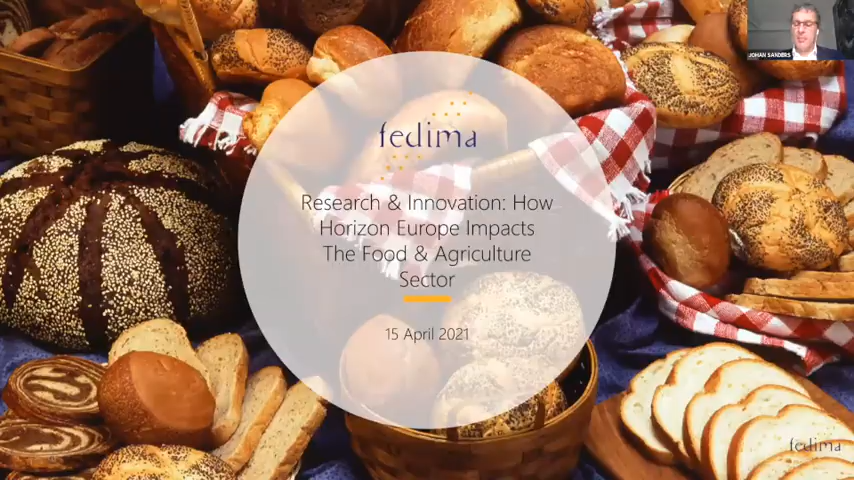 JOHAN SANDERS
fedima
Research & Innovation: How
Horizon Europe Impacts
The Food & Agriculture
Sector
15 April 2021
fedima